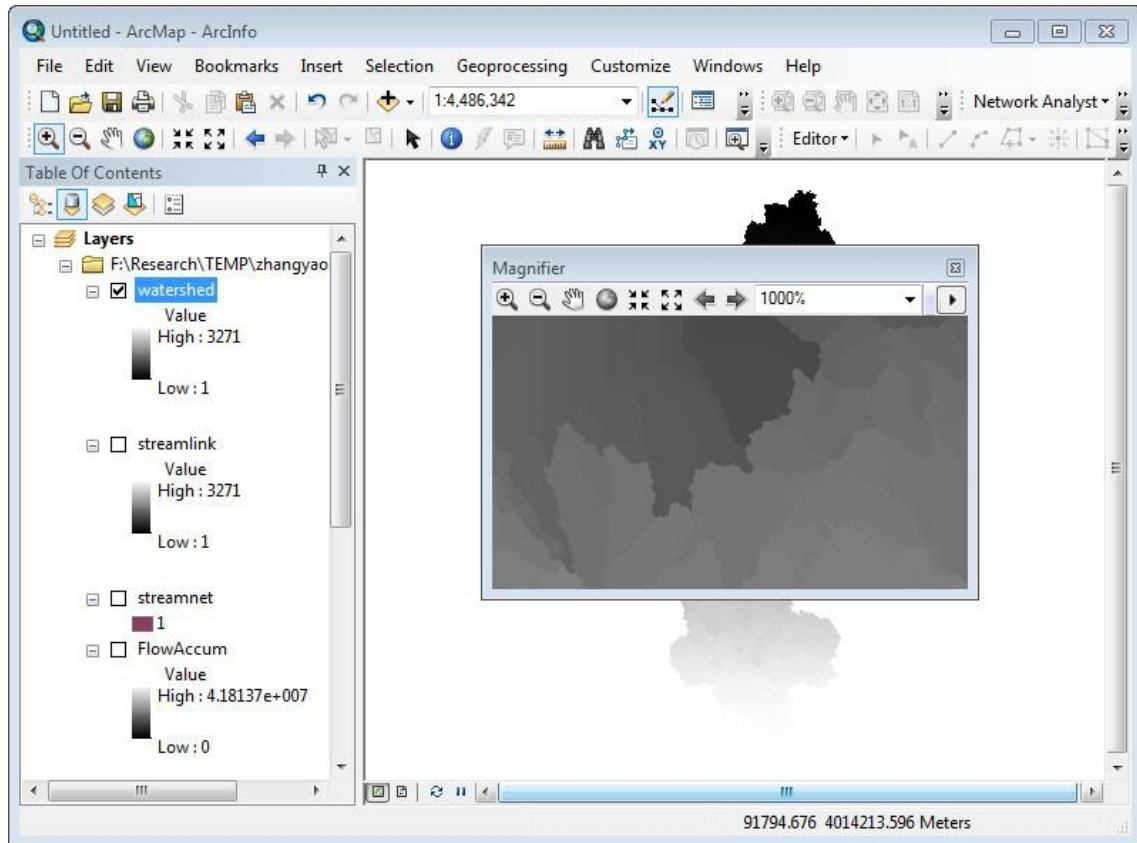 Untitled - ArcMap - ArcInfo
File Edit View Bookmarks Insert Selection Geoprocessing Customize Windows Help
1:4,486,342
Network Analyst
Editor
Table Of Contents
Layers
F:\Research\TEMP\zhangyao
watershed
Value
High : 3271
Low : 1
streamlink
Value
High : 3271
Low : 1
streamnet
1
FlowAccum
Value
High : 4.18137e+007
Low : 0
Magnifier
1000%
91794.676 4014213.596 Meters